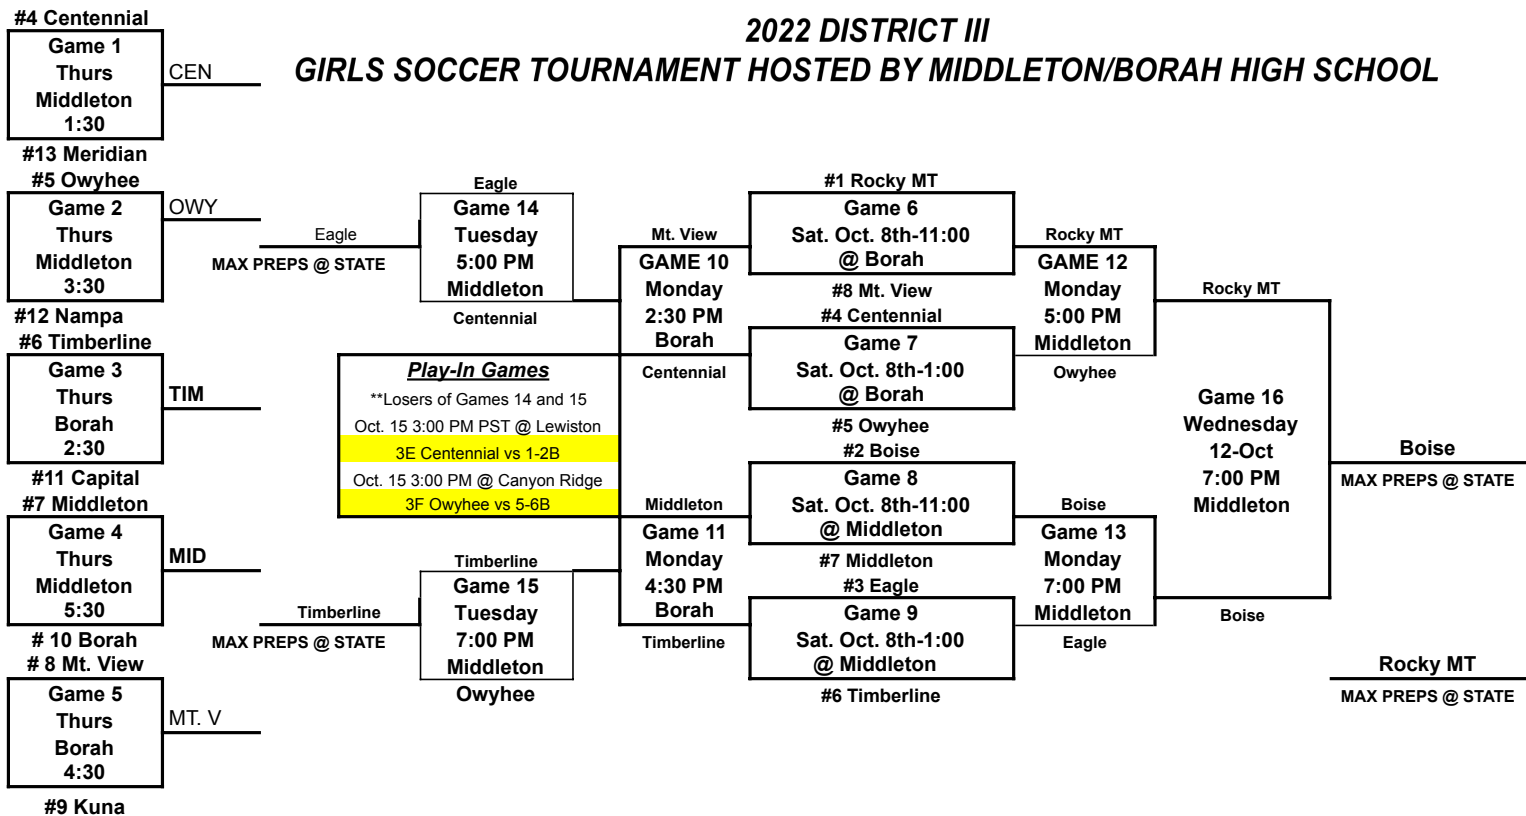 2022 DISTRICT III
GIRLS SOCCER TOURNAMENT HOSTED BY MIDDLETON/BORAH HIGH SCHOOL
#4 Centennial
Game 1
Thurs
Middleton
1:30
CEN
#13 Meridian
#5 Owyhee
Game 2
Thurs
Middleton
3:30
OWY
#12 Nampa
#6 Timberline
Game 3
Thurs
Borah
2:30
TIM
#11 Capital
#7 Middleton
Game 4
Thurs
Middleton
5:30
MID
# 10 Borah
# 8 Mt. View
Game 5
Thurs
Borah
4:30
MT. V
#9 Kuna
Eagle
MAX PREPS @ STATE
Eagle
Game 14
Tuesday
5:00 PM
Middleton
Centennial
Play-In Games
**Losers of Games 14 and 15
Oct. 15 3:00 PM PST @ Lewiston
3E Centennial vs 1-2B
Oct. 15 3:00 PM @ Canyon Ridge
3F Owyhee vs 5-6B
Timberline
MAX PREPS @ STATE
Timberline
Game 15
Tuesday
7:00 PM
Middleton
Owyhee
Mt. View
GAME 10
Monday
2:30 PM
Borah
Centennial
Middleton
Game 11
Monday
4:30 PM
Borah
Timberline
#1 Rocky MT
Game 6
Sat. Oct. 8th-11:00
@ Borah
#8 Mt. View
#4 Centennial
Game 7
Sat. Oct. 8th-1:00
@ Borah
#5 Owyhee
#2 Boise
Game 8
Sat. Oct. 8th-11:00
@ Middleton
#7 Middleton
#3 Eagle
Game 9
Sat. Oct. 8th-1:00
@ Middleton
#6 Timberline
Rocky MT
GAME 12
Monday
5:00 PM
Middleton
Owyhee
Boise
Game 13
Monday
7:00 PM
Middleton
Eagle
Rocky MT
Game 16
Wednesday
12-Oct
7:00 PM
Middleton
Boise
Boise
MAX PREPS @ STATE
Rocky MT
MAX PREPS @ STATE